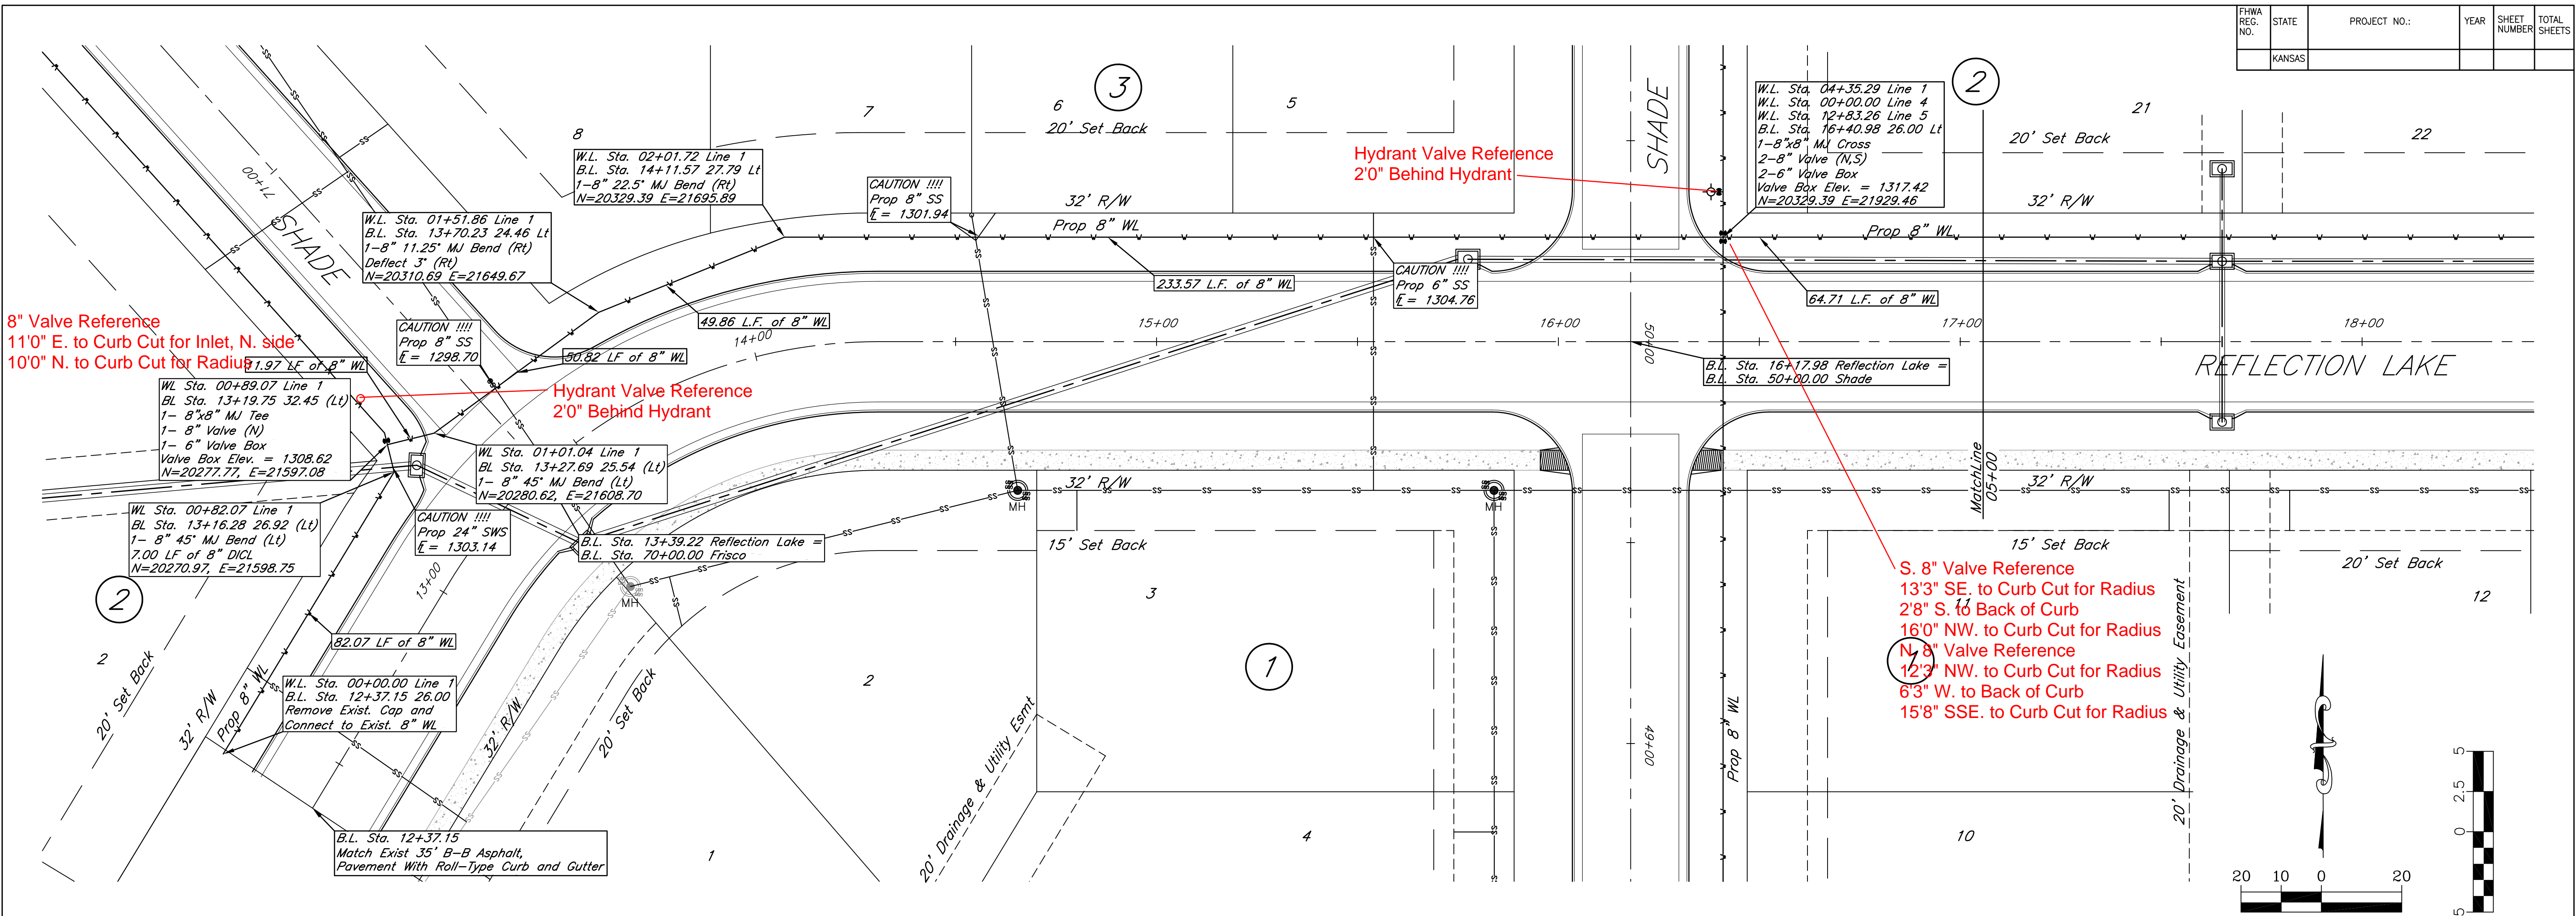 FHWA REG. NO.
STATE
PROJECT NO.:
YEAR
SHEET NUMBER
TOTAL SHEETS
KANSAS
3
2
8
7
6
5
20' Set Back
SHADE
21
20' Set Back
22
W.L. Sta. 04+35.29 Line 1
W.L. Sta. 00+00.00 Line 4
W.L. Sta. 12+83.26 Line 5
B.L. Sta. 16+40.98 26.00 Lt
1-8"x8" MJ Cross
2-8" Valve (N,S)
2-6" Valve Box
Valve Box Elev. = 1317.42
N=20329.39 E=21929.46
Hydrant Valve Reference
2'0" Behind Hydrant
W.L. Sta. 02+01.72 Line 1
B.L. Sta. 14+11.57 27.79 Lt
1-8" 22.5° MJ Bend (Rt)
N=20329.39 E=21695.89
CAUTION !!!!
Prop 8" SS
FL = 1301.94
32' R/W
Prop 8" WL
32' R/W
Prop 8" WL
71+00
SHADE
W.L. Sta. 01+51.86 Line 1
B.L. Sta. 13+70.23 24.46 Lt
1-8" 11.25° MJ Bend (Rt)
Deflect 3° (Rt)
N=20310.69 E=21649.67
233.57 L.F. of 8" WL
CAUTION !!!!
Prop 6" SS
FL = 1304.76
64.71 L.F. of 8" WL
8" Valve Reference
11'0" E. to Curb Cut for Inlet, N. side
10'0" N. to Curb Cut for Radius
11.97 LF of 8" WL
CAUTION !!!!
Prop 8" SS
FL = 1298.70
49.86 L.F. of 8" WL
50.82 LF of 8" WL
14+00
15+00
16+00
50+00
17+00
18+00
B.L. Sta. 16+17.98 Reflection Lake =
B.L. Sta. 50+00.00 Shade
REFLECTION LAKE
WL Sta. 00+89.07 Line 1
BL Sta. 13+19.75 32.45 (Lt)
1- 8"x8" MJ Tee
1- 8" Valve (N)
1- 6" Valve Box
Valve Box Elev. = 1308.62
N=20277.77, E=21597.08
Hydrant Valve Reference
2'0" Behind Hydrant
WL Sta. 01+01.04 Line 1
BL Sta. 13+27.69 25.54 (Lt)
1- 8" 45° MJ Bend (Lt)
N=20280.62, E=21608.70
WL Sta. 00+82.07 Line 1
BL Sta. 13+16.28 26.92 (Lt)
1- 8" 45° MJ Bend (Lt)
7.00 LF of 8" DICL
N=20270.97, E=21598.75
CAUTION !!!!
Prop 24" SWS
FL = 1303.14
B.L. Sta. 13+39.22 Reflection Lake =
B.L. Sta. 70+00.00 Frisco
MH
MH
MH
32' R/W
32' R/W
MatchLine
05+00
15' Set Back
15' Set Back
20' Set Back
2
13+00
3
11
12
S. 8" Valve Reference
13'3" SE. to Curb Cut for Radius
2'8" S. to Back of Curb
16'0" NW. to Curb Cut for Radius
N. 8" Valve Reference
12'3" NW. to Curb Cut for Radius
6'3" W. to Back of Curb
15'8" SSE. to Curb Cut for Radius
1
1
82.07 LF of 8" WL
2
20' Set Back
32' R/W
Prop 8" WL
W.L. Sta. 00+00.00 Line 1
B.L. Sta. 12+37.15 26.00
Remove Exist. Cap and
Connect to Exist. 8" WL
32' R/W
20' Set Back
2
20' Drainage & Utility Esmt
49+00
Prop 8" WL
20' Drainage & Utility Easement
B.L. Sta. 12+37.15
Match Exist 35' B-B Asphalt,
Pavement With Roll-Type Curb and Gutter
1
4
10
20 10 0 20
5
2.5
0
5